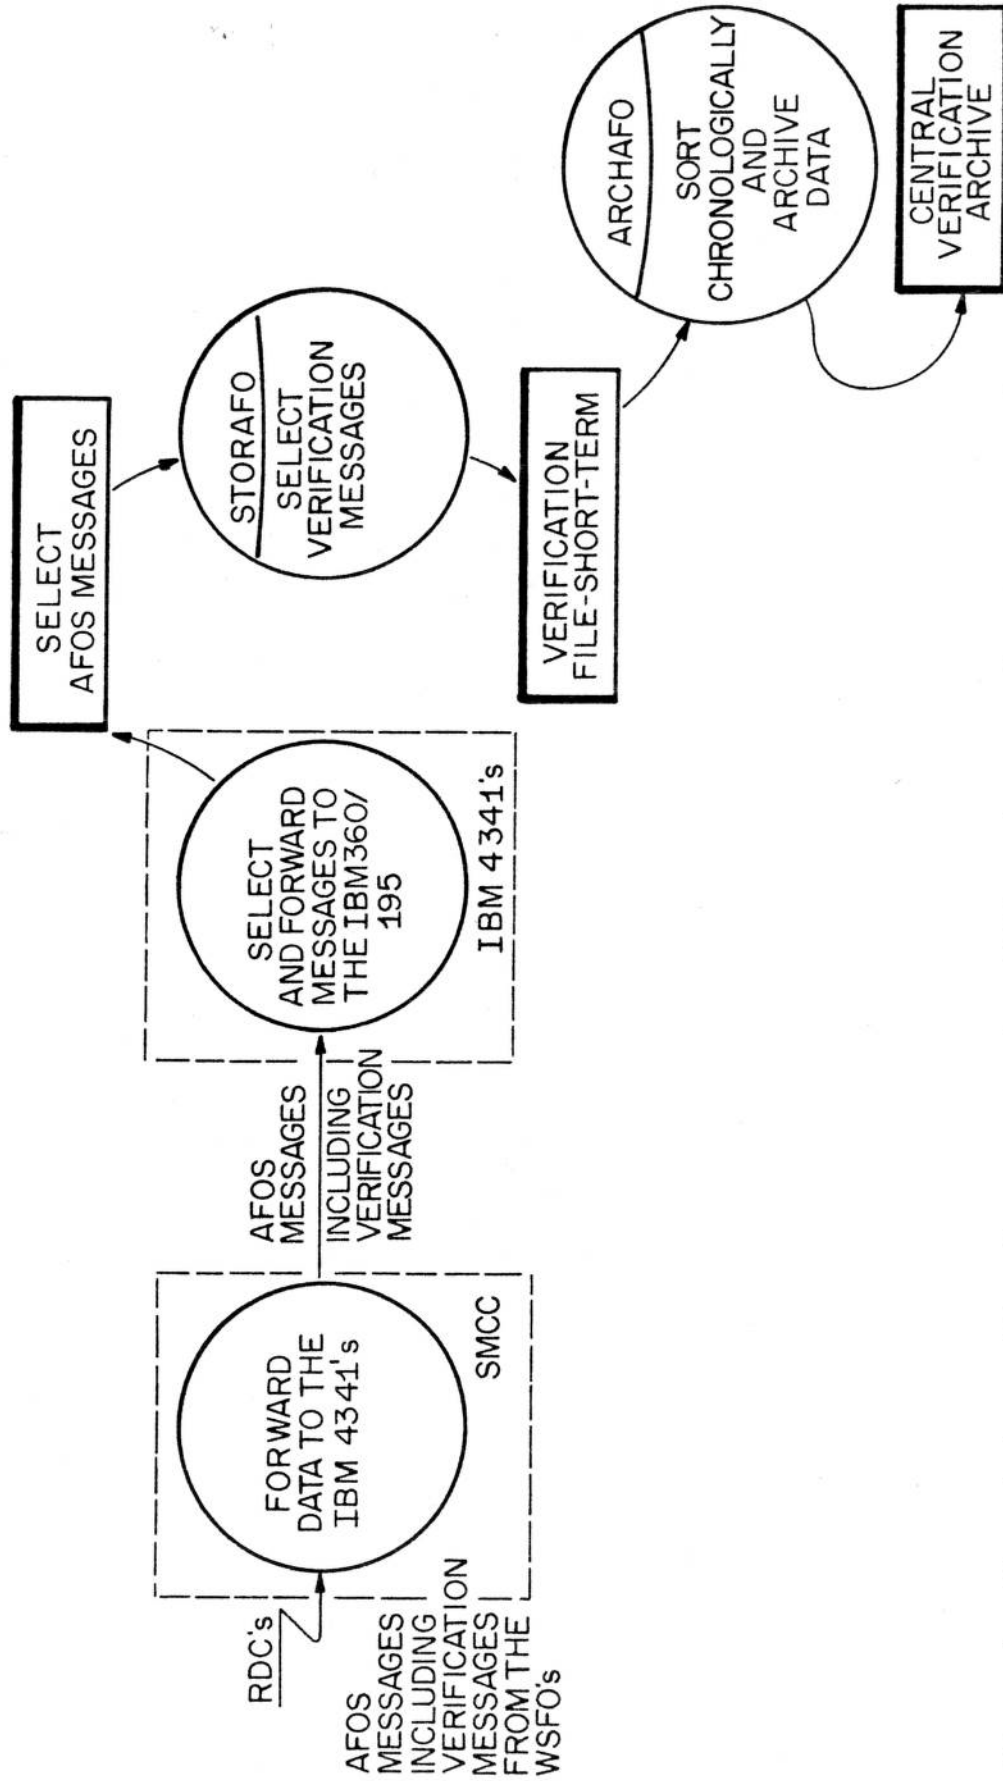 RDC's
AFOS
MESSAGES
INCLUDING
VERIFICATION
MESSAGES
FROM THE
WSFO's
FORWARD
DATA TO THE
IBM 4341's
SMCC
AFOS
MESSAGES
INCLUDING
VERIFICATION
MESSAGES
SELECT
AND FORWARD
MESSAGES TO
THE IBM360/
195
IBM 4341's
SELECT
AFOS MESSAGES
STORAFO
SELECT
VERIFICATION
MESSAGES
VERIFICATION
FILE-SHORT-TERM
ARCHAFO
SORT
CHRONOLOGICALLY
AND
ARCHIVE
DATA
CENTRAL
VERIFICATION
ARCHIVE